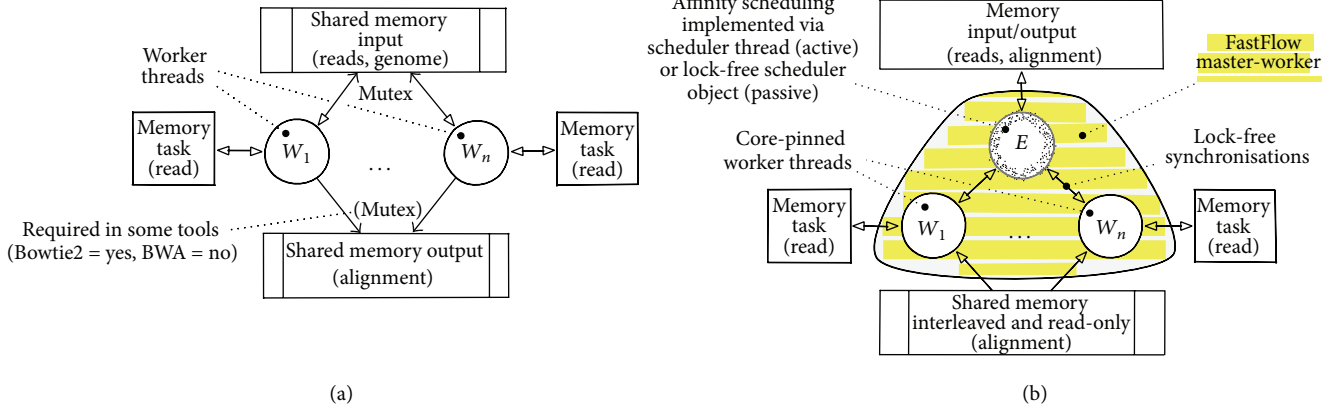 Shared memory
input
(reads, genome)
Worker
threads
Mutex
Memory
task
(read)
W1
...
Wn
Memory
task
(read)
(Mutex)
Required in some tools
(Bowtie2 = yes, BWA = no)
Shared memory output
(alignment)
(a)
Affinity scheduling
implemented via
scheduler thread (active)
or lock-free scheduler
object (passive)
Memory
input/output
(reads, alignment)
FastFlow
master-worker
E
Core-pinned
worker threads
Lock-free
synchronisations
Memory
task
(read)
W1
...
Wn
Memory
task
(read)
Shared memory
interleaved and read-only
(alignment)
(b)